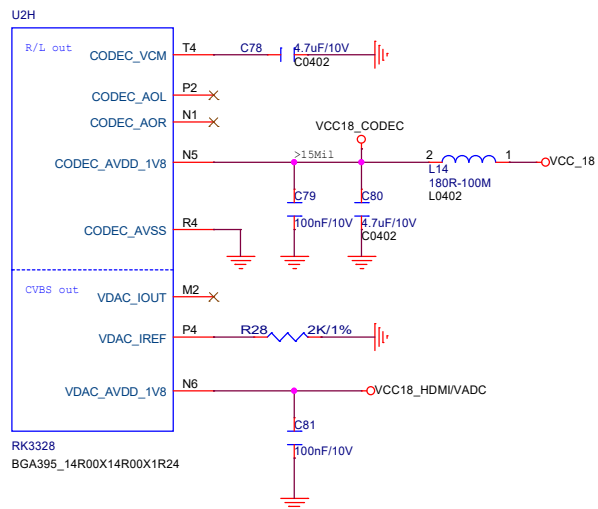 U2H
R/L out
CODEC_VCM T4 C78 4.7uF/10V
C0402
CODEC_AOL P2
CODEC_AOR N1
VCC18_CODEC
CODEC_AVDD_1V8 N5 >15Mil 2 1 VCC_18
L14
180R-100M
L0402
C79 C80
100nF/10V 4.7uF/10V
C0402
CODEC_AVSS R4
CVBS out
VDAC_IOUT M2
VDAC_IREF P4 R28 2K/1%
VDAC_AVDD_1V8 N6 VCC18_HDMI/VADC
C81
100nF/10V
RK3328
BGA395_14R00X14R00X1R24